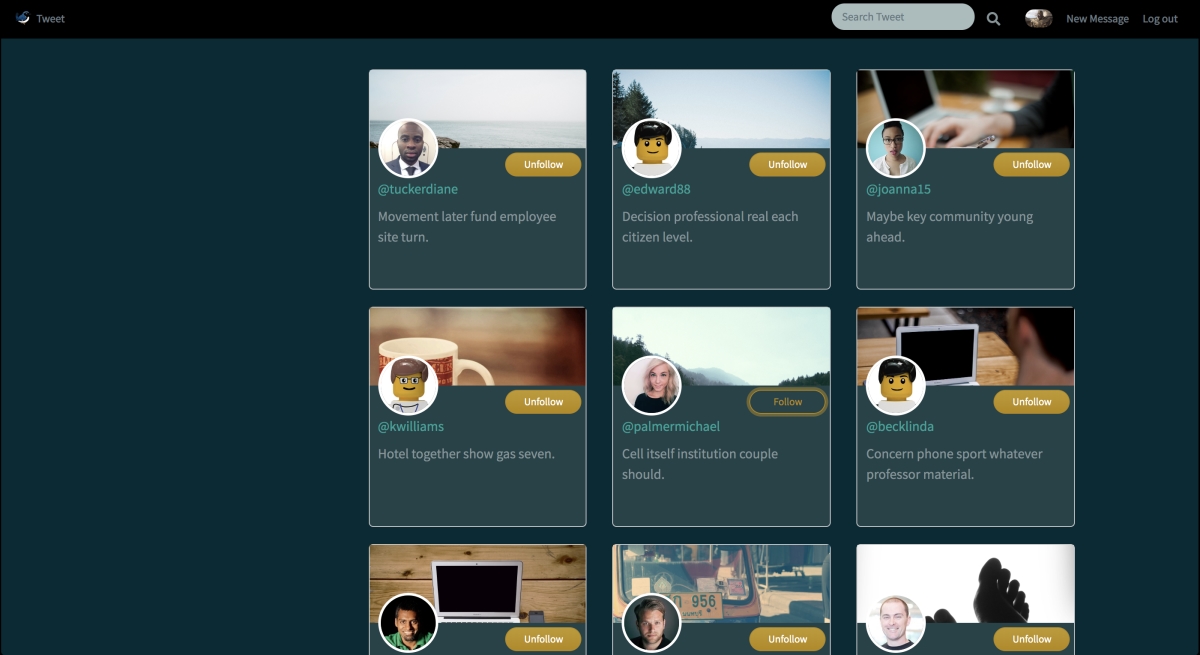 Tweet
Search Tweet
New Message
Log out
Unfollow
Unfollow
Unfollow
@tuckerdiane
@edward88
@joanna15
Movement later fund employee
site turn.
Decision professional real each
citizen level.
Maybe key community young
ahead.
Unfollow
Follow
Unfollow
@kwilliams
@palmermichael
@becklinda
Hotel together show gas seven.
Cell itself institution couple
should.
Concern phone sport whatever
professor material.
956
Unfollow
Unfollow
Unfollow